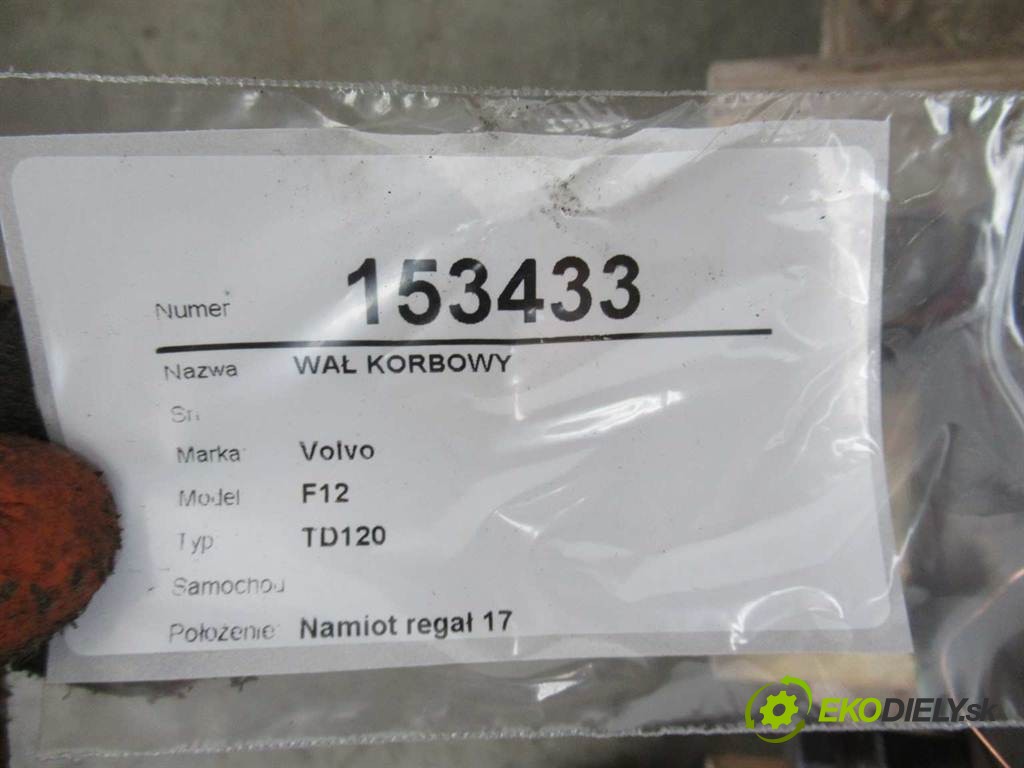 Numer 153433
Nazwa WAŁ KORBOWY
Sn
Marka Volvo
Model F12
Typ TD120
Samochod
Położenie Namiot regał 17
EKODIELY.sk